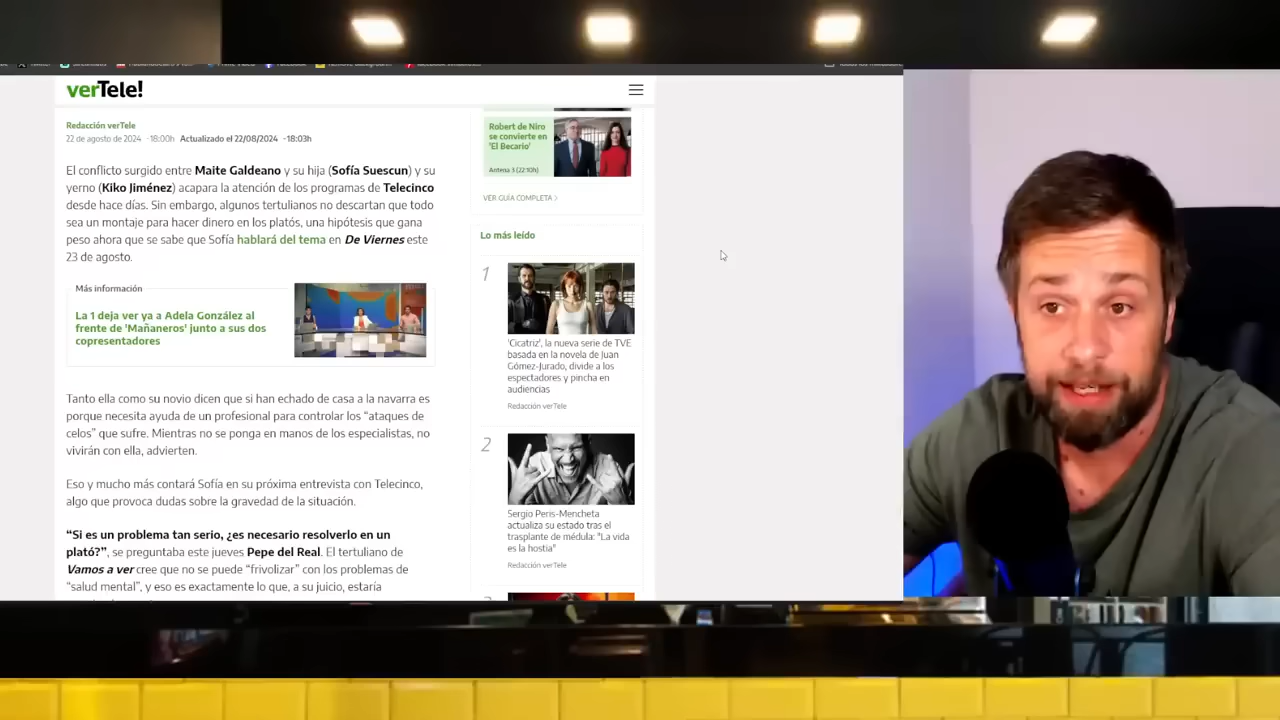 verTele!
Redacción verTele
22 de agosto de 2024 -18:00h Actualizado el 22/08/2024 -18:03h
El conflicto surgido entre Maite Galdeano y su hija (Sofía Suescun) y su
yerno (Kiko Jiménez) acapara la atención de los programas de Telecinco
desde hace días. Sin embargo, algunos tertulianos no descartan que todo
sea un montaje para hacer dinero en los platós, una hipótesis que gana
peso ahora que se sabe que Sofía hablará del tema en De Viernes este
23 de agosto.
Más información
La 1 deja ver ya a Adela González al
frente de 'Mañaneros' junto a sus dos
copresentadores
Tanto ella como su novio dicen que si han echado de casa a la navarra es
porque necesita ayuda de un profesional para controlar los “ataques de
celos” que sufre. Mientras no se ponga en manos de los especialistas, no
vivirán con ella, advierten.
Eso y mucho más contará Sofía en su próxima entrevista con Telecinco,
algo que provoca dudas sobre la gravedad de la situación.
“Si es un problema tan serio, ¿es necesario resolverlo en un
plató?”, se preguntaba este jueves Pepe del Real. El tertuliano de
Vamos a ver cree que no se puede “frivolizar” con los problemas de
“salud mental”, y eso es exactamente lo que, a su juicio, estaría
Robert de Niro
se convierte en
'El Becario'
Antena 3 (22:10h)
VER GUÍA COMPLETA >
Lo más leído
1
'Cicatriz', la nueva serie de TVE
basada en la novela de Juan
Gómez-Jurado, divide a los
espectadores y pincha en
audiencias
Redacción verTele
2
Sergio Peris-Mencheta
actualiza su estado tras el
trasplante de médula: "La vida
es la hostia"
Redacción verTele